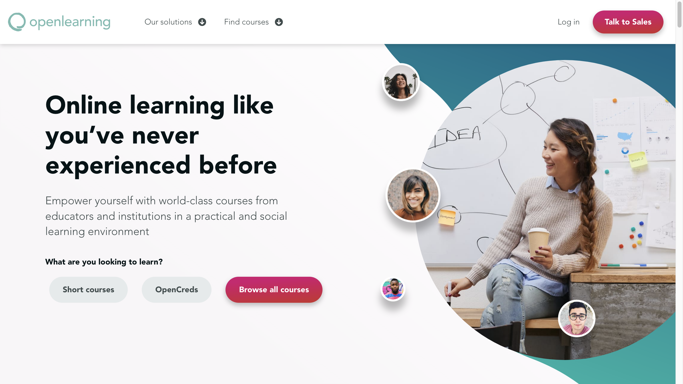 openlearning
Our solutions
Find courses
Log in
Talk to Sales
Online learning like
you've never
experienced before
Empower yourself with world-class courses from
educators and institutions in a practical and social
learning environment
What are you looking to learn?
Short courses
OpenCreds
Browse all courses
IDEA